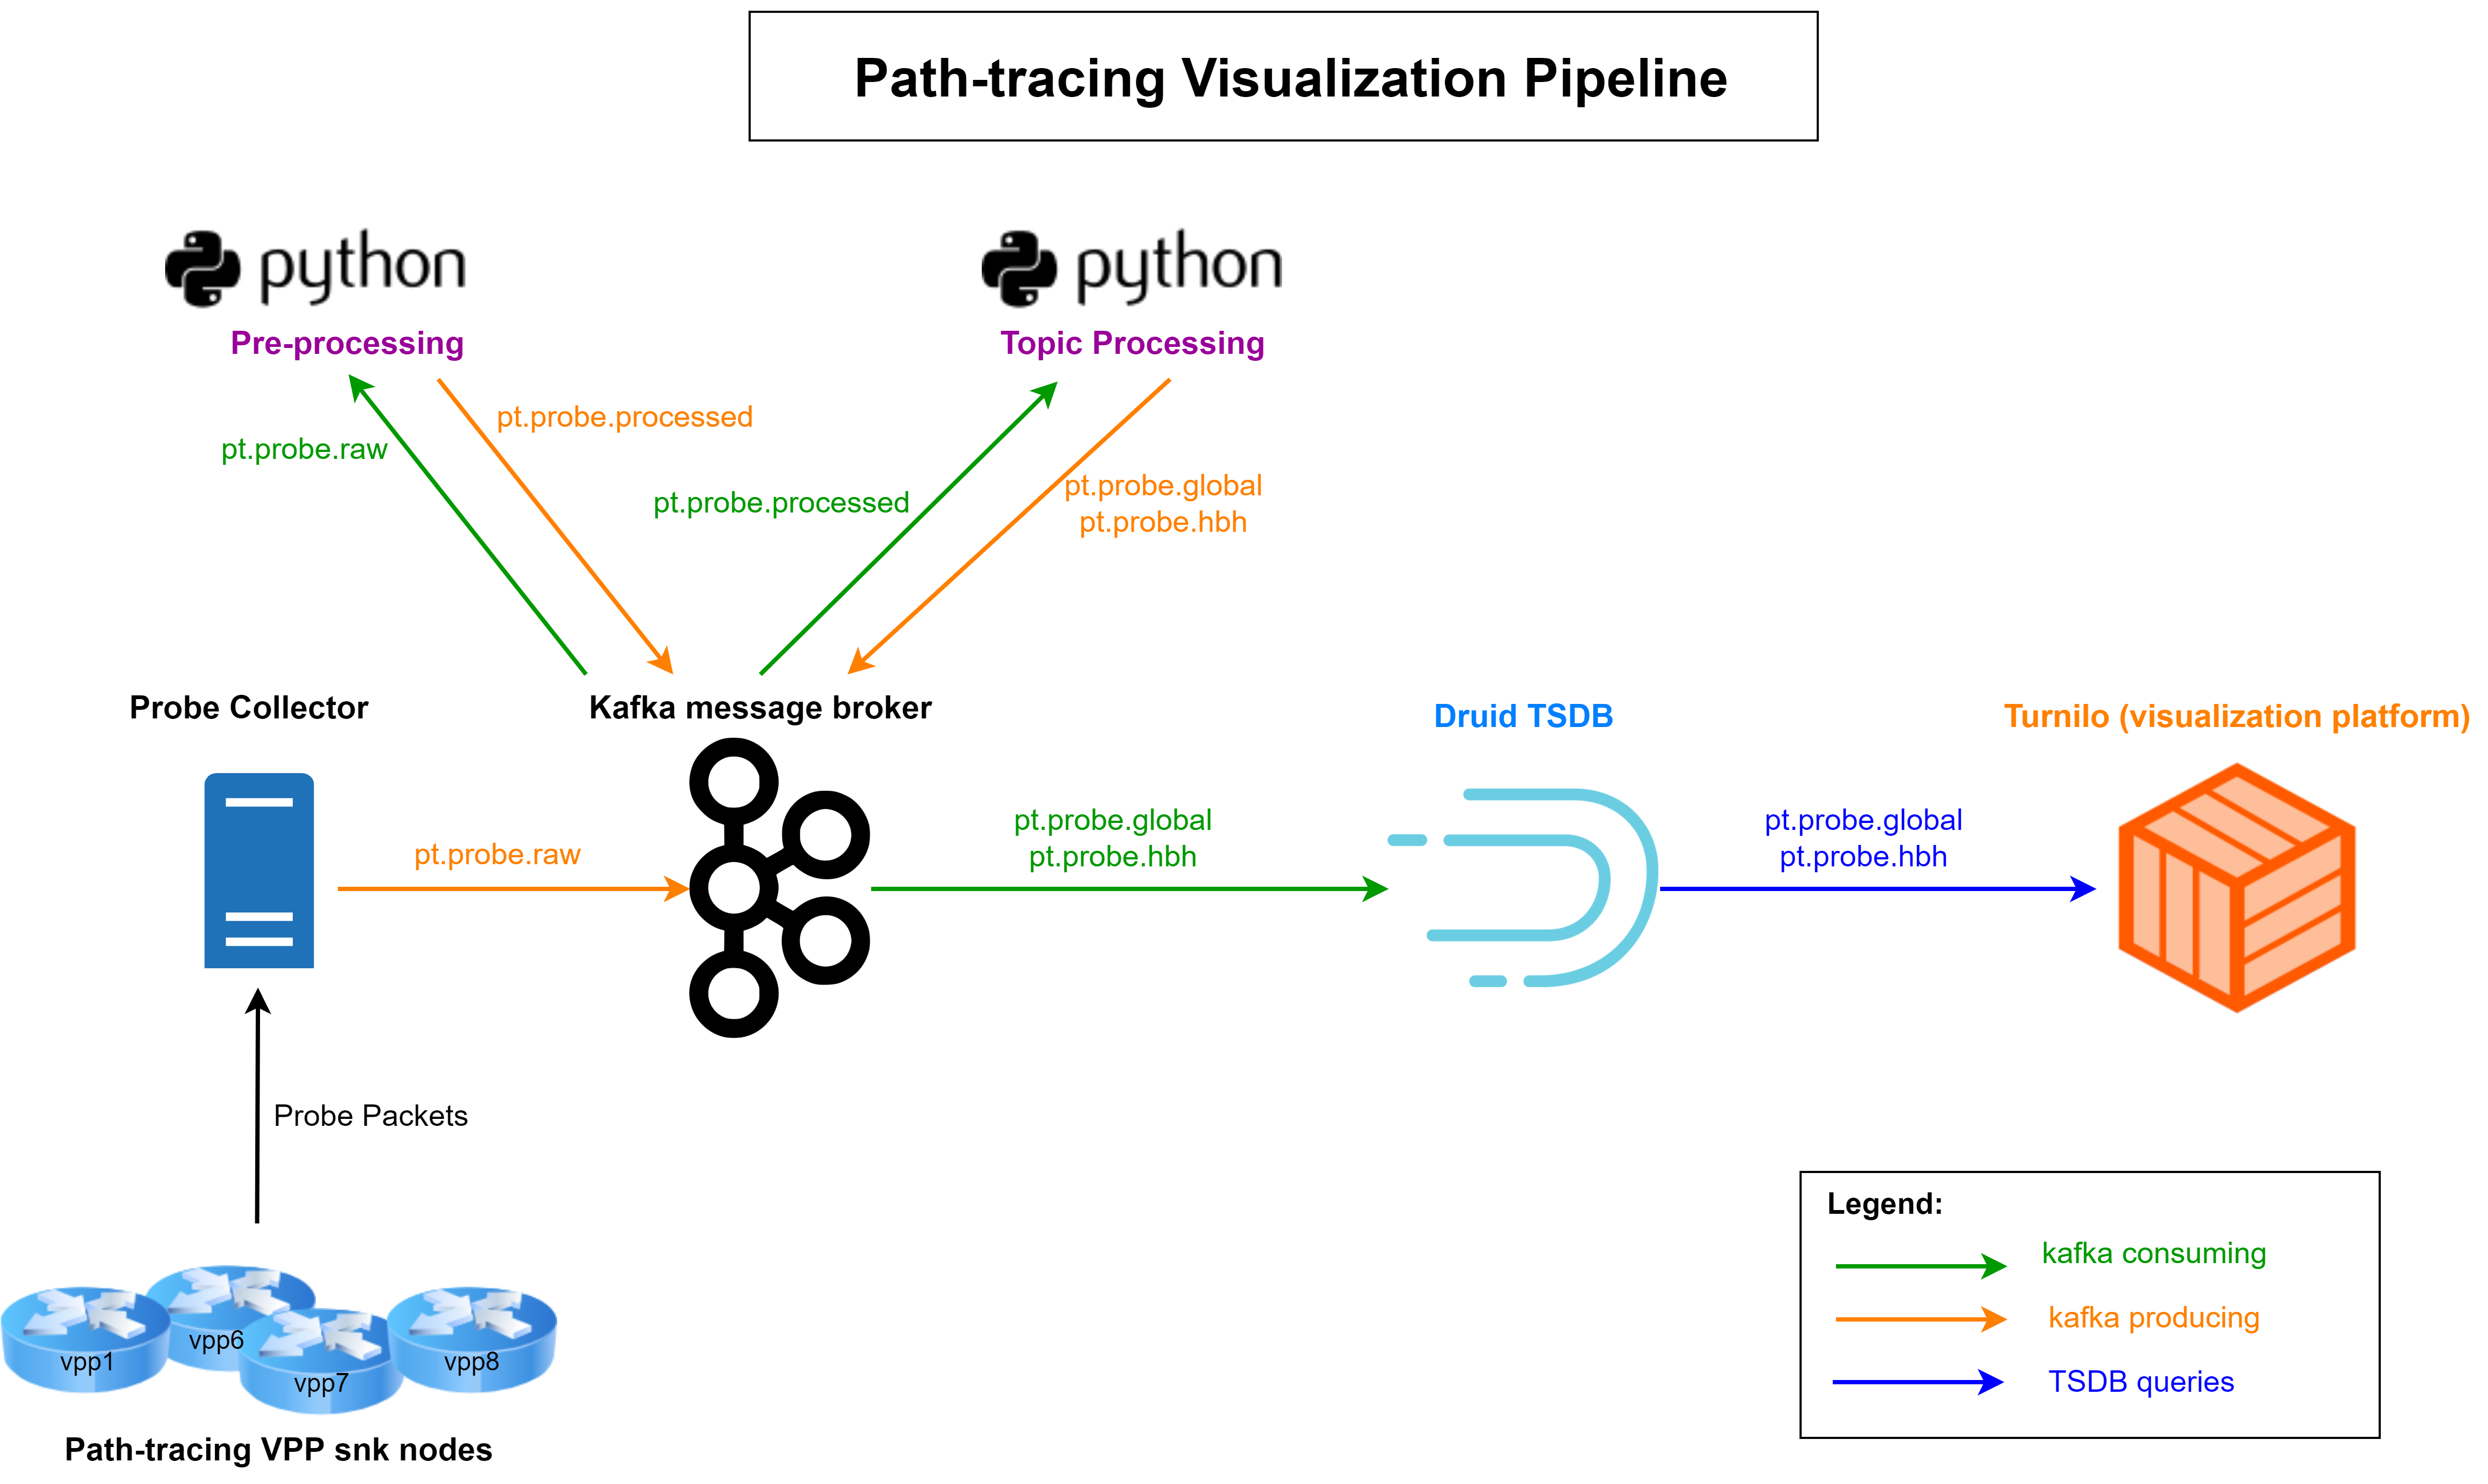 Path-tracing Visualization Pipeline
python
python
Pre-processing
Topic Processing
pt.probe.raw
pt.probe.processed
pt.probe.processed
pt.probe.global
pt.probe.hbh
Probe Collector
Kafka message broker
Druid TSDB
Turnilo (visualization platform)
pt.probe.raw
pt.probe.global
pt.probe.hbh
pt.probe.global
pt.probe.hbh
Probe Packets
vpp1
vpp6
vpp7
vpp8
Path-tracing VPP snk nodes
Legend:
kafka consuming
kafka producing
TSDB queries